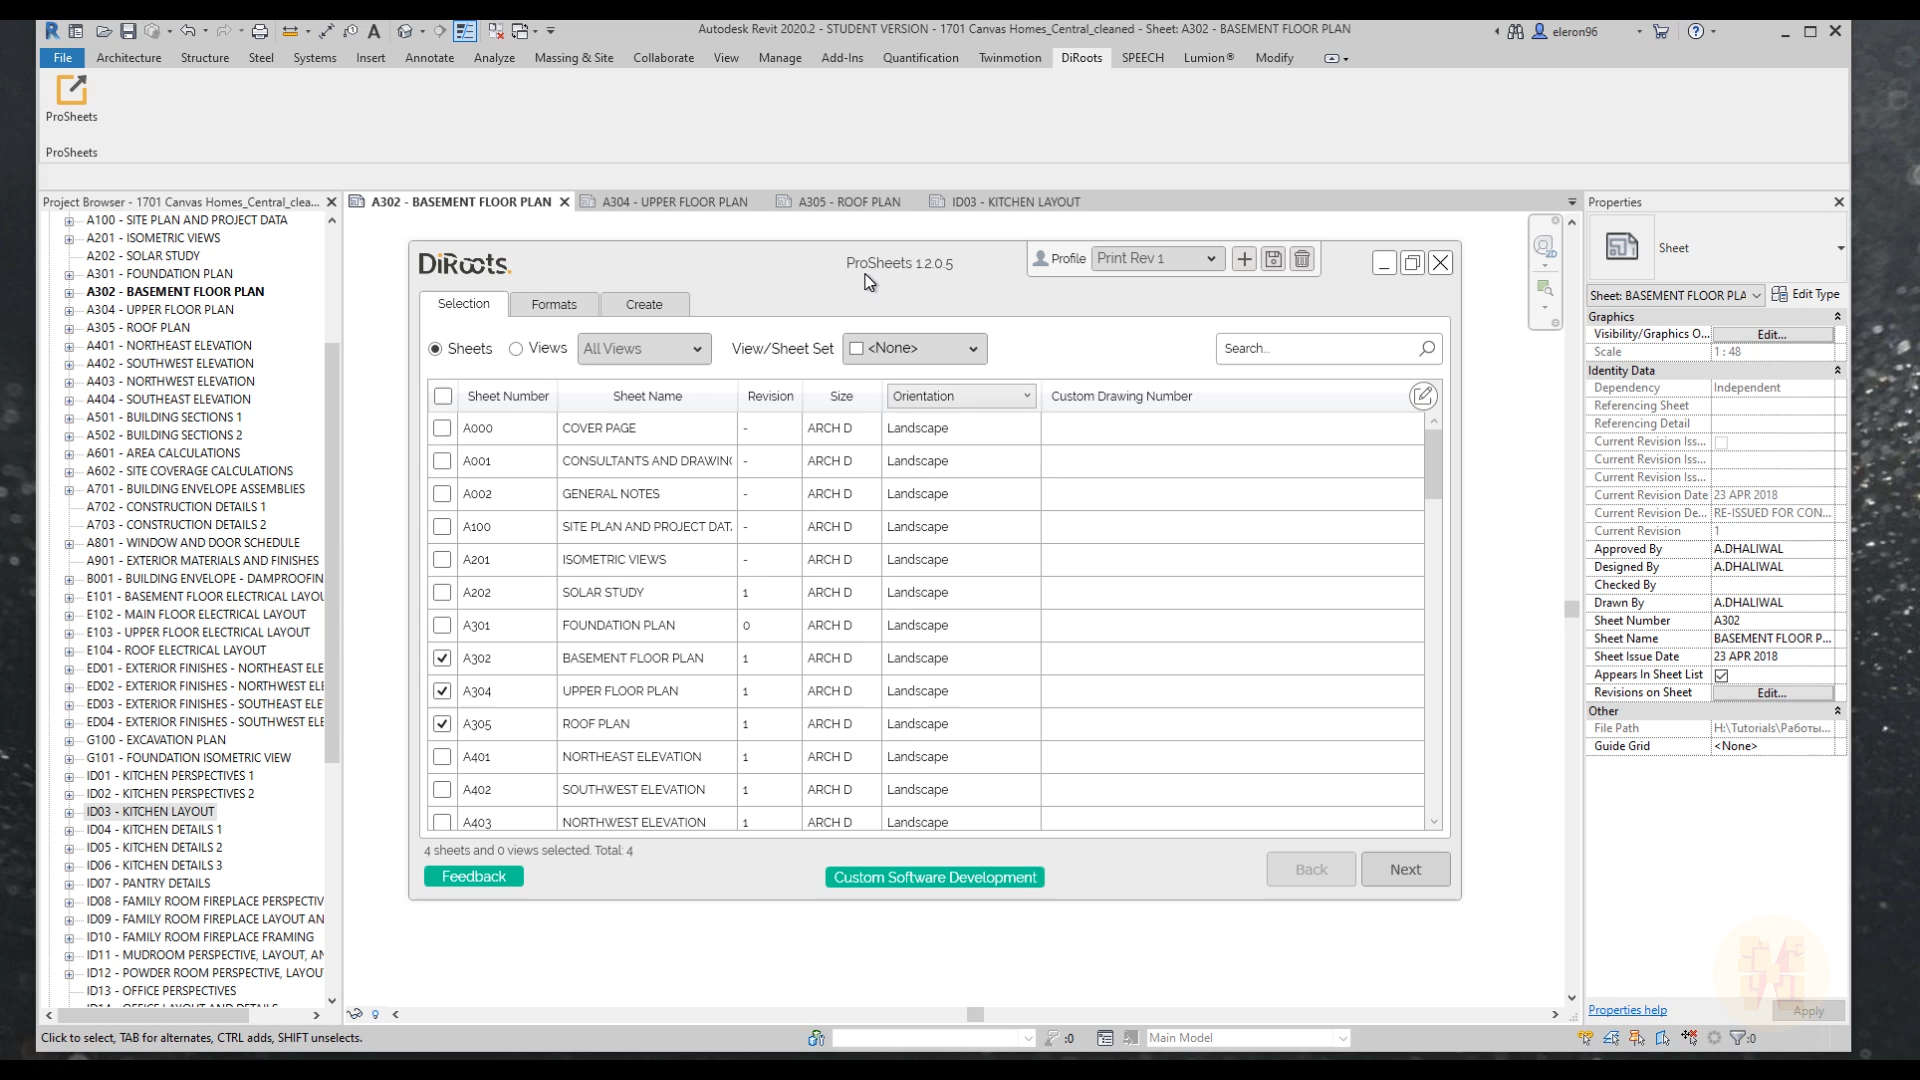 Autodesk Revit 2020.2 - STUDENT VERSION - 1701 Canvas Homes_Central_cleaned - Sheet: A302 - BASEMENT FLOOR PLAN
eleron96
File Architecture Structure Steel Systems Insert Annotate Analyze Massing & Site Collaborate View Manage Add-Ins Quantification Twinmotion DiRoots SPEECH Lumion® Modify
ProSheets
ProSheets
Project Browser - 1701 Canvas Homes_Central_clea...
A100 - SITE PLAN AND PROJECT DATA
A201 - ISOMETRIC VIEWS
A202 - SOLAR STUDY
A301 - FOUNDATION PLAN
A302 - BASEMENT FLOOR PLAN
A304 - UPPER FLOOR PLAN
A305 - ROOF PLAN
A401 - NORTHEAST ELEVATION
A402 - SOUTHWEST ELEVATION
A403 - NORTHWEST ELEVATION
A404 - SOUTHEAST ELEVATION
A501 - BUILDING SECTIONS 1
A502 - BUILDING SECTIONS 2
A601 - AREA CALCULATIONS
A602 - SITE COVERAGE CALCULATIONS
A701 - BUILDING ENVELOPE ASSEMBLIES
A702 - CONSTRUCTION DETAILS 1
A703 - CONSTRUCTION DETAILS 2
A801 - WINDOW AND DOOR SCHEDULE
A901 - EXTERIOR MATERIALS AND FINISHES
B001 - BUILDING ENVELOPE - DAMPROOFIN
E101 - BASEMENT FLOOR ELECTRICAL LAYOU
E102 - MAIN FLOOR ELECTRICAL LAYOUT
E103 - UPPER FLOOR ELECTRICAL LAYOUT
E104 - ROOF ELECTRICAL LAYOUT
ED01 - EXTERIOR FINISHES - NORTHEAST ELE
ED02 - EXTERIOR FINISHES - NORTHWEST ELE
ED03 - EXTERIOR FINISHES - SOUTHEAST ELE
ED04 - EXTERIOR FINISHES - SOUTHWEST ELE
G100 - EXCAVATION PLAN
G101 - FOUNDATION ISOMETRIC VIEW
ID01 - KITCHEN PERSPECTIVES 1
ID02 - KITCHEN PERSPECTIVES 2
ID03 - KITCHEN LAYOUT
ID04 - KITCHEN DETAILS 1
ID05 - KITCHEN DETAILS 2
ID06 - KITCHEN DETAILS 3
ID07 - PANTRY DETAILS
ID08 - FAMILY ROOM FIREPLACE PERSPECTIV
ID09 - FAMILY ROOM FIREPLACE LAYOUT AN
ID10 - FAMILY ROOM FIREPLACE FRAMING
ID11 - MUDROOM PERSPECTIVE, LAYOUT, AN
ID12 - POWDER ROOM PERSPECTIVE, LAYOU
ID13 - OFFICE PERSPECTIVES
A302 - BASEMENT FLOOR PLAN A304 - UPPER FLOOR PLAN A305 - ROOF PLAN ID03 - KITCHEN LAYOUT
DiRoots. ProSheets 1.2.0.5 Profile Print Rev 1
Selection Formats Create
Sheets Views All Views View/Sheet Set <None> Search...
Sheet Number Sheet Name Revision Size Orientation Custom Drawing Number
A000 COVER PAGE - ARCH D Landscape
A001 CONSULTANTS AND DRAWING - ARCH D Landscape
A002 GENERAL NOTES - ARCH D Landscape
A100 SITE PLAN AND PROJECT DAT. - ARCH D Landscape
A201 ISOMETRIC VIEWS - ARCH D Landscape
A202 SOLAR STUDY 1 ARCH D Landscape
A301 FOUNDATION PLAN 0 ARCH D Landscape
A302 BASEMENT FLOOR PLAN 1 ARCH D Landscape
A304 UPPER FLOOR PLAN 1 ARCH D Landscape
A305 ROOF PLAN 1 ARCH D Landscape
A401 NORTHEAST ELEVATION 1 ARCH D Landscape
A402 SOUTHWEST ELEVATION 1 ARCH D Landscape
A403 NORTHWEST ELEVATION 1 ARCH D Landscape
4 sheets and 0 views selected. Total: 4
Feedback Custom Software Development Back Next
Properties
Sheet
Sheet: BASEMENT FLOOR PLA Edit Type
Graphics
Visibility/Graphics O... Edit...
Scale 1 : 48
Identity Data
Dependency Independent
Referencing Sheet
Referencing Detail
Current Revision Iss...
Current Revision Iss...
Current Revision Iss...
Current Revision Date 23 APR 2018
Current Revision De... RE-ISSUED FOR CON...
Current Revision 1
Approved By A.DHALIWAL
Designed By A.DHALIWAL
Checked By
Drawn By A.DHALIWAL
Sheet Number A302
Sheet Name BASEMENT FLOOR P...
Sheet Issue Date 23 APR 2018
Appears In Sheet List
Revisions on Sheet Edit...
Other
File Path H:\Tutorials\Работы...
Guide Grid <None>
Properties help Apply
Click to select, TAB for alternates, CTRL adds, SHIFT unselects. :0 Main Model :0